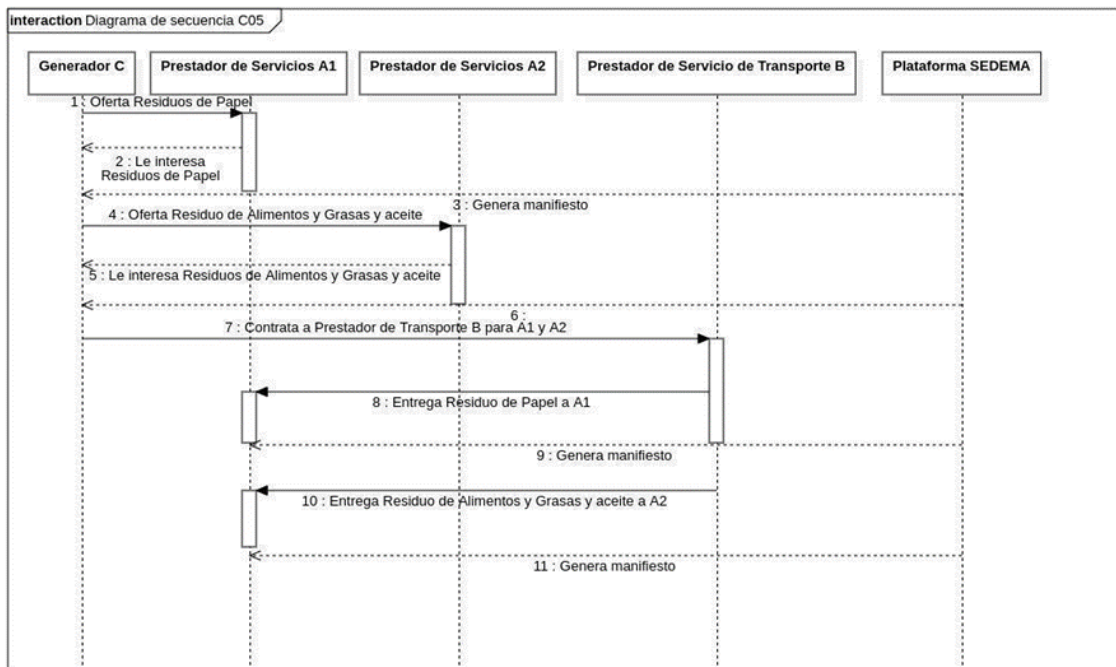 interaction Diagrama de secuencia C05
Generador C
Prestador de Servicios A1
Prestador de Servicios A2
Prestador de Servicio de Transporte B
Plataforma SEDEMA
1 : Oferta Residuos de Papel
2 : Le interesa
Residuos de Papel
3 : Genera manifiesto
4 : Oferta Residuo de Alimentos y Grasas y aceite
5 : Le interesa Residuos de Alimentos y Grasas y aceite
6 :
7 : Contrata a Prestador de Transporte B para A1 y A2
8 : Entrega Residuo de Papel a A1
9 : Genera manifiesto
10 : Entrega Residuo de Alimentos y Grasas y aceite a A2
11 : Genera manifiesto